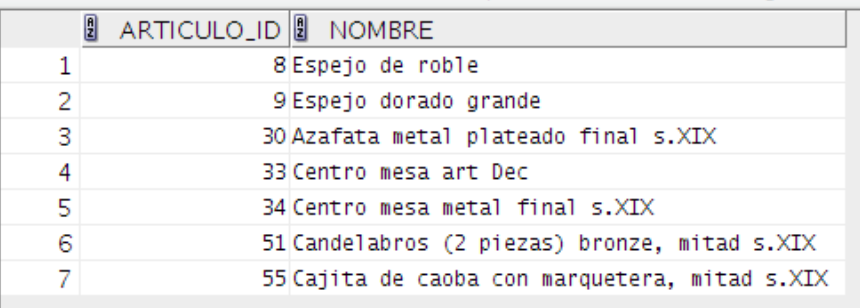 ARTICULO_ID NOMBRE
1 8 Espejo de roble
2 9 Espejo dorado grande
3 30 Azafata metal plateado final s.XIX
4 33 Centro mesa art Dec
5 34 Centro mesa metal final s.XIX
6 51 Candelabros (2 piezas) bronze, mitad s.XIX
7 55 Cajita de caoba con marquetera, mitad s.XIX